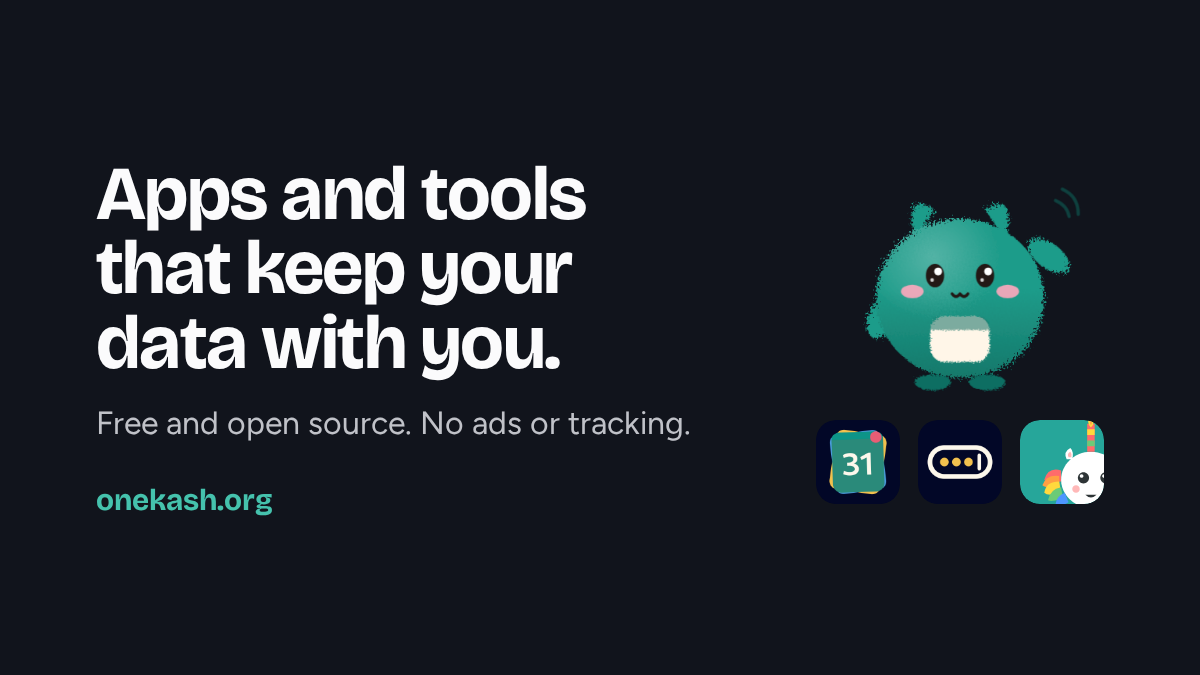 Apps and tools
that keep your
data with you.
Free and open source. No ads or tracking.
onekash.org
31